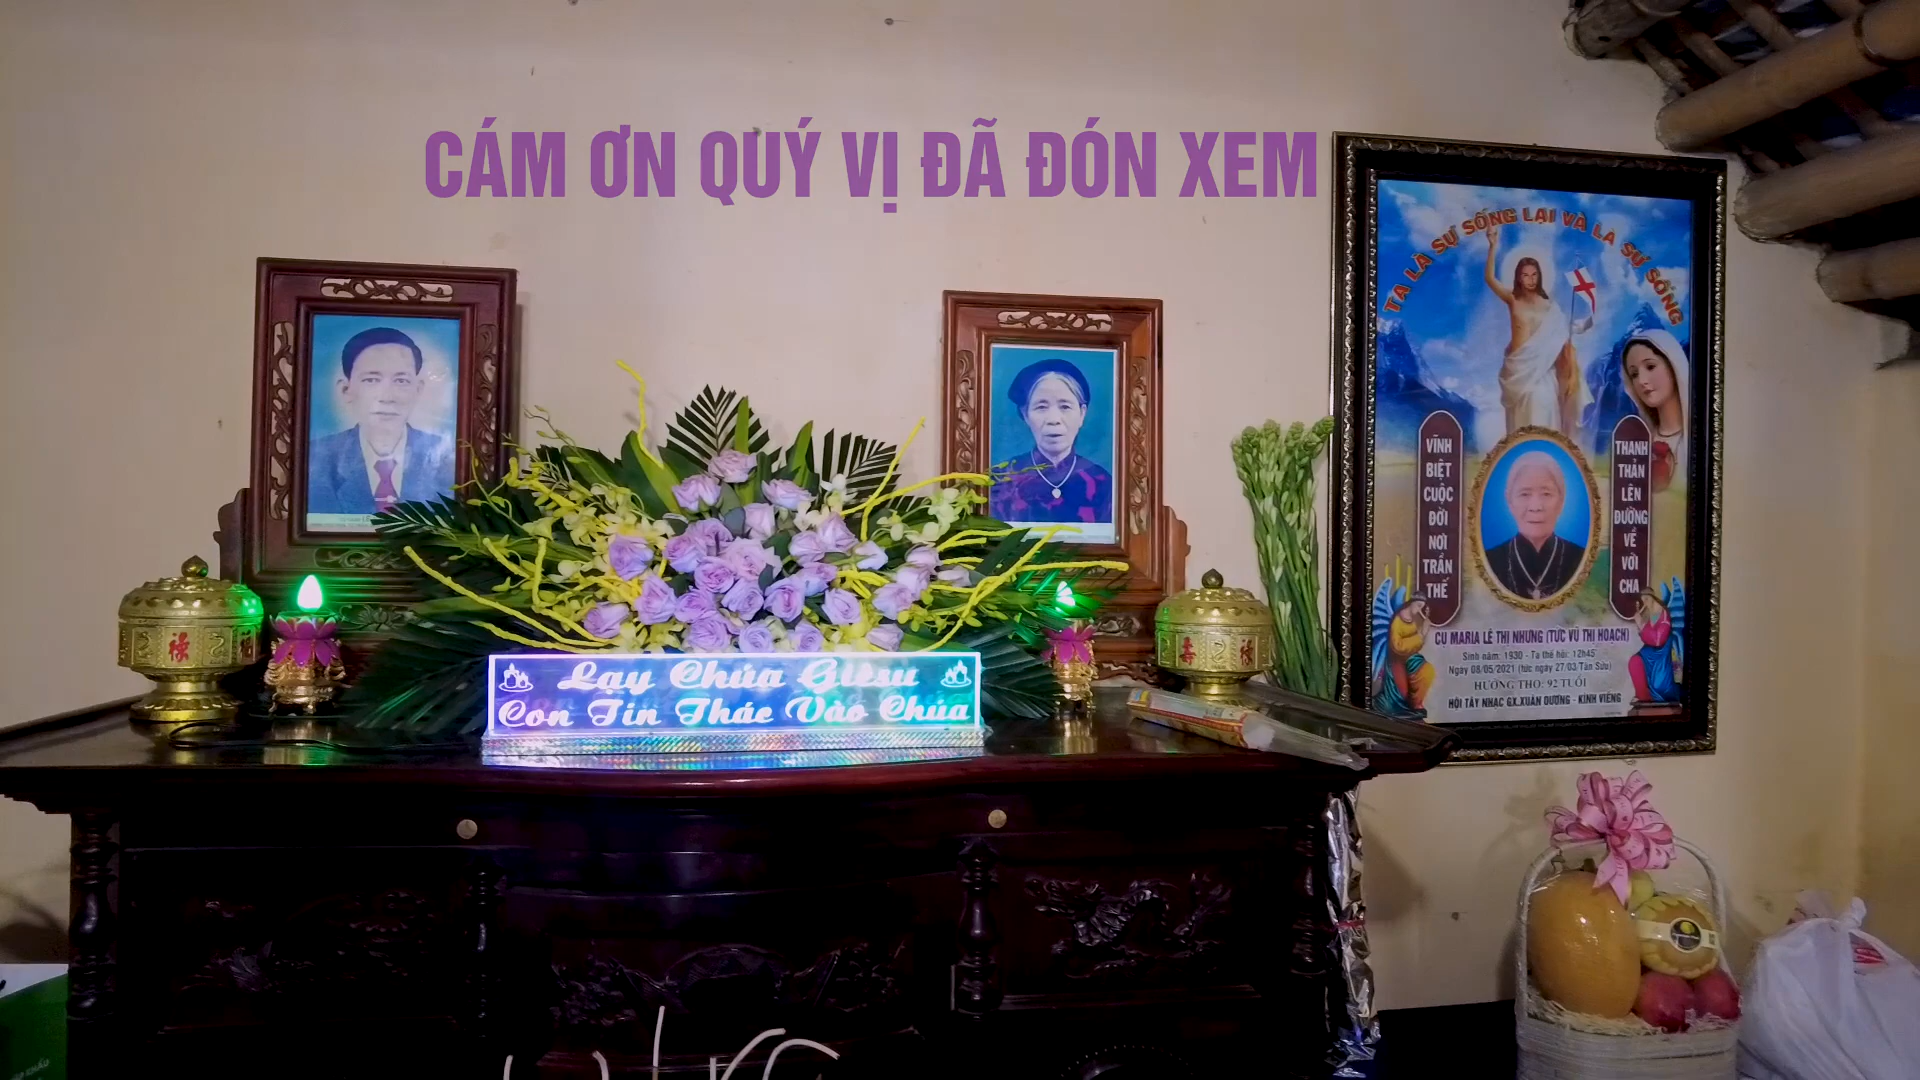 CÁM ƠN QUÝ VỊ ĐÃ ĐÓN XEM
TA LÀ SỰ SỐNG LẠI VÀ LÀ SỰ SỐNG
VĨNH
BIỆT
CUỘC
ĐỜI
NƠI
TRẦN
THẾ
THANH
THẢN
LÊN
ĐƯỜNG
VỀ
VỚI
CHA
CỤ MARIA LÊ THỊ NHUNG (TỨC VŨ THỊ HOẠCH)
Sinh năm: 1930 - Tạ thế hồi: 12h45
Ngày 08/05/2021 (tức ngày 27/03/Tân Sửu)
HƯỞNG THỌ: 92 TUỔI
HỘI TÂY NHẠC GX.XUÂN DƯƠNG - KÍNH VIẾNG
Lạy Chúa Giêsu
Con Tin Thác Vào Chúa
禄
壽